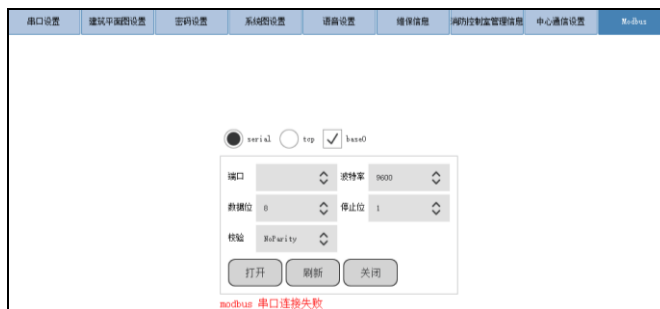 串口设置 建筑平面图设置 密码设置 系统图设置 语音设置 维保信息 消防控制室管理信息 中心通信设置 Modbus
serial tcp base0
端口 波特率 9600
数据位 8 停止位 1
校验 NoParity
打开 刷新 关闭
modbus 串口连接失败